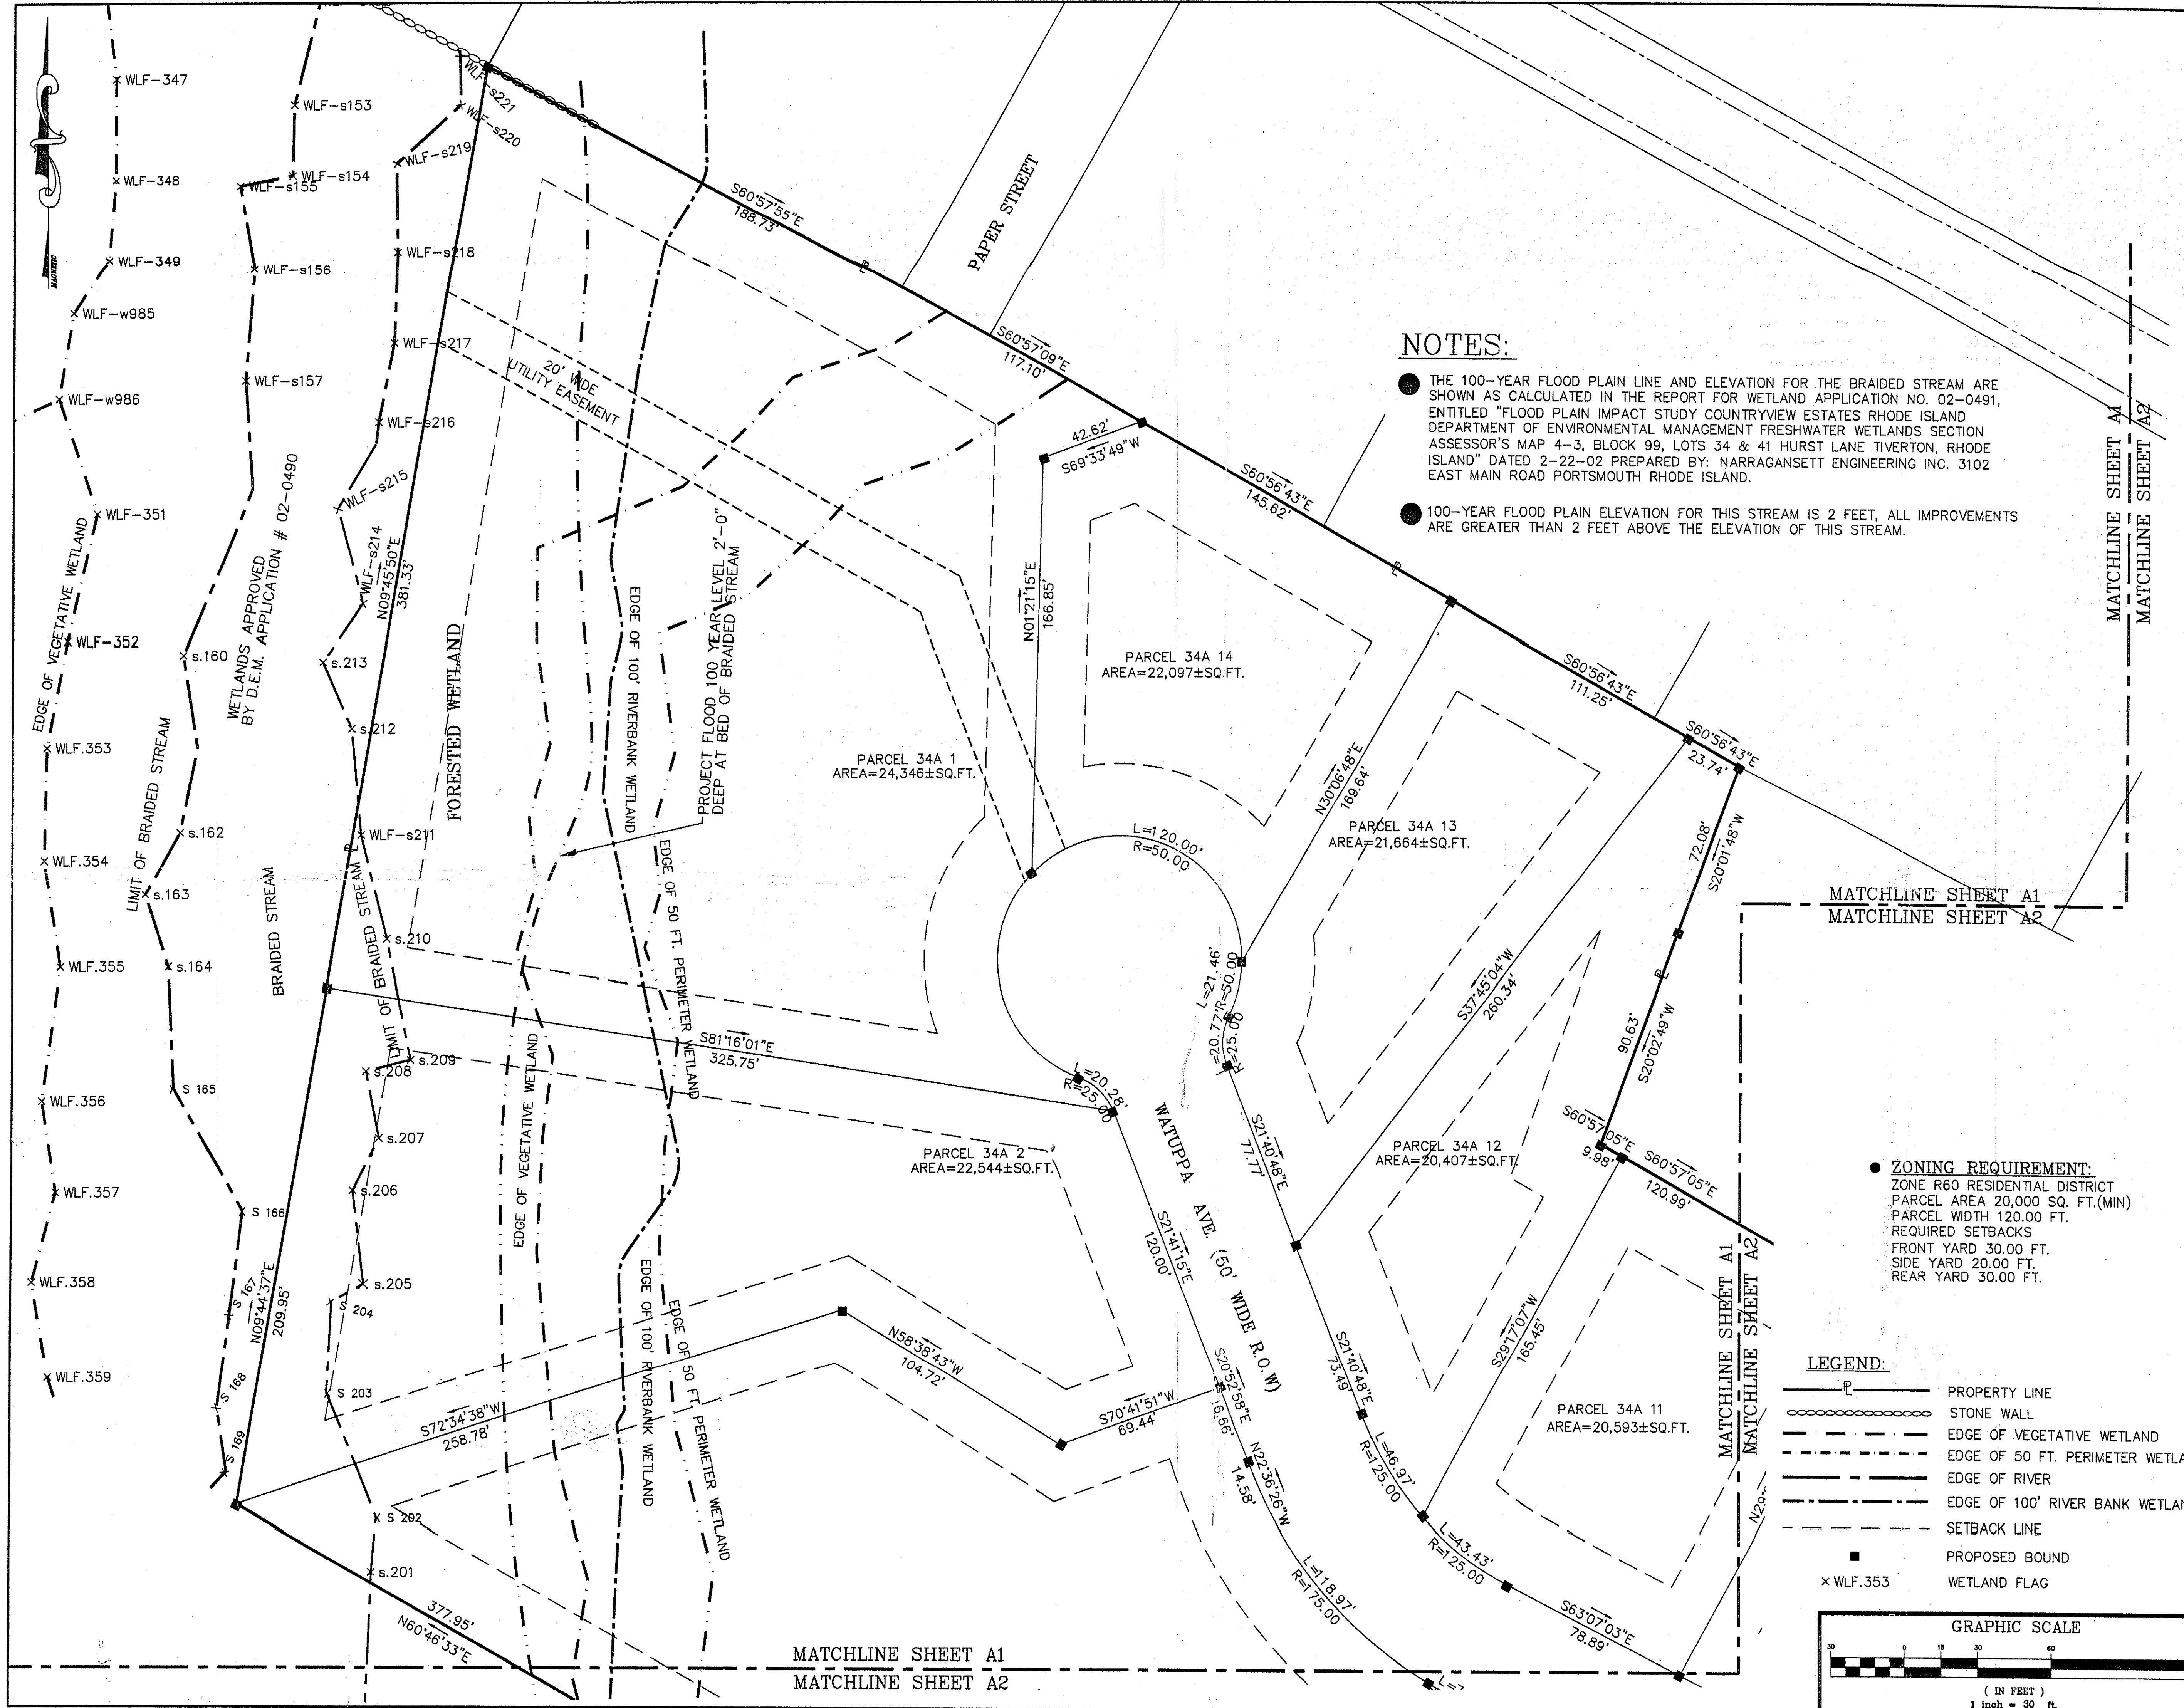 WLF-347
WLF-s153
WLF-s221
WLF-s220
WLF-s219
WLF-348
WLF-s155
WLF-s154
WLF-349
WLF-s156
WLF-s218
MAGNETIC
WLF-w985
WLF-s217
WLF-w986
WLF-s157
WLF-s216
WLF-s215
WLF-351
WLF-s214
WLF-352
s.160
s.213
s.212
WLF.353
WLF-s211
s.162
WLF.354
s.163
s.210
WLF.355
s.164
s.209
s.208
S 165
WLF.356
s.207
s.206
WLF.357
S 166
s.205
WLF.358
S 167
S 204
WLF.359
S 168
S 203
S 169
S 202
s.201
EDGE OF VEGETATIVE WETLAND
WETLANDS APPROVED
BY D.E.M. APPLICATION # 02-0490
LIMIT OF BRAIDED STREAM
BRAIDED STREAM
LIMIT OF BRAIDED STREAM
N09°45'50"E
381.33'
FORESTED WETLAND
N09°44'37"E
209.95'
20' WIDE
UTILITY EASEMENT
EDGE OF 100' RIVERBANK WETLAND
PROJECT FLOOD 100 YEAR LEVEL 2'-0"
DEEP AT BED OF BRAIDED STREAM
EDGE OF 50 FT. PERIMETER WETLAND
EDGE OF VEGETATIVE WETLAND
EDGE OF 100' RIVERBANK WETLAND
EDGE OF 50 FT. PERIMETER WETLAND
S60°57'55"E
188.73'
PAPER STREET
S60°57'09"E
117.10'
42.62'
S69°33'49"W
N01°21'15"E
166.85'
S60°56'43"E
145.62'
S60°56'43"E
111.25'
S60°56'43"E
23.74'
72.08'
S20°01'48"W
90.63'
S20°02'49"W
S60°57'05"E
9.98'
S60°57'05"E
120.99'
PARCEL 34A 14
AREA=22,097±SQ.FT.
PARCEL 34A 1
AREA=24,346±SQ.FT.
N30°06'48"E
169.64'
PARCEL 34A 13
AREA=21,664±SQ.FT.
L=120.00'
R=50.00
L=21.46'
R=50.00
L=20.77'
R=25.00
S37°45'04"W
260.34'
S81°16'01"E
325.75'
L=20.28'
R=25.00
PARCEL 34A 2
AREA=22,544±SQ.FT.
WATUPPA AVE. (50' WIDE R.O.W)
S21°40'48"E
77.77'
PARCEL 34A 12
AREA=20,407±SQ.FT.
S21°41'15"E
120.00'
S29°17'07"W
165.45'
N58°38'43"W
104.72'
S72°34'38"W
258.78'
S70°41'51"W
69.44'
S20°52'58"E
N22°36'26"W
14.58'
S21°40'48"E
73.49'
PARCEL 34A 11
AREA=20,593±SQ.FT.
L=46.97'
R=125.00
L=43.43'
R=125.00
L=118.97'
R=175.00
S63°07'03"E
78.89'
377.95'
N60°46'33"E
MATCHLINE SHEET A1
MATCHLINE SHEET A2
NOTES:
THE 100-YEAR FLOOD PLAIN LINE AND ELEVATION FOR THE BRAIDED STREAM ARE
SHOWN AS CALCULATED IN THE REPORT FOR WETLAND APPLICATION NO. 02-0491,
ENTITLED "FLOOD PLAIN IMPACT STUDY COUNTRYVIEW ESTATES RHODE ISLAND
DEPARTMENT OF ENVIRONMENTAL MANAGEMENT FRESHWATER WETLANDS SECTION
ASSESSOR'S MAP 4-3, BLOCK 99, LOTS 34 & 41 HURST LANE TIVERTON, RHODE
ISLAND" DATED 2-22-02 PREPARED BY: NARRAGANSETT ENGINEERING INC. 3102
EAST MAIN ROAD PORTSMOUTH RHODE ISLAND.
100-YEAR FLOOD PLAIN ELEVATION FOR THIS STREAM IS 2 FEET, ALL IMPROVEMENTS
ARE GREATER THAN 2 FEET ABOVE THE ELEVATION OF THIS STREAM.
MATCHLINE SHEET A1
MATCHLINE SHEET A2
MATCHLINE SHEET A1
MATCHLINE SHEET A2
MATCHLINE SHEET A1
MATCHLINE SHEET A2
ZONING REQUIREMENT:
ZONE R60 RESIDENTIAL DISTRICT
PARCEL AREA 20,000 SQ. FT.(MIN)
PARCEL WIDTH 120.00 FT.
REQUIRED SETBACKS
FRONT YARD 30.00 FT.
SIDE YARD 20.00 FT.
REAR YARD 30.00 FT.
LEGEND:
PROPERTY LINE
STONE WALL
EDGE OF VEGETATIVE WETLAND
EDGE OF 50 FT. PERIMETER WETLA
EDGE OF RIVER
EDGE OF 100' RIVER BANK WETLAN
SETBACK LINE
PROPOSED BOUND
WLF.353 WETLAND FLAG
GRAPHIC SCALE
30 0 15 30 60
( IN FEET )
1 inch = 30 ft.